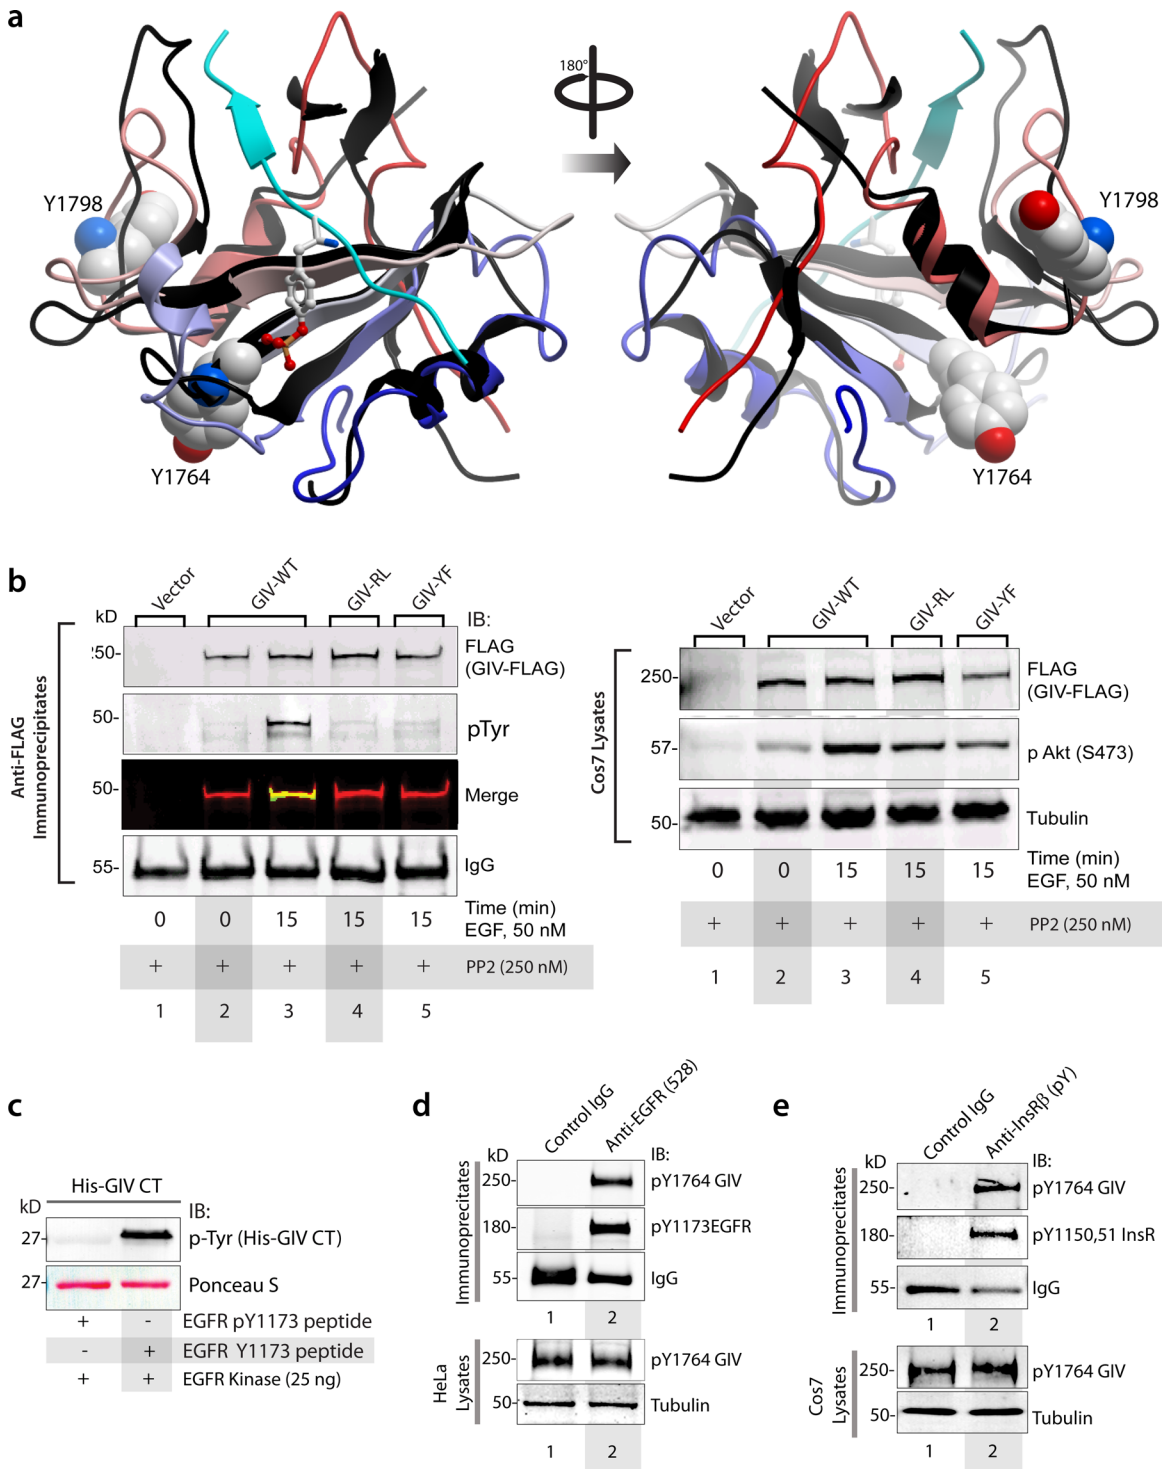 a
180°
Y1798
Y1764
Y1798
Y1764
b
Vector
GIV-WT
GIV-RL
GIV-YF
kD
IB:
Anti-FLAG
Immunoprecipitates
250-
FLAG
(GIV-FLAG)
50-
pTyr
50-
Merge
55-
IgG
0 0 15 15 15
Time (min)
EGF, 50 nM
+ + + + +
PP2 (250 nM)
1 2 3 4 5
Vector
GIV-WT
GIV-RL
GIV-YF
Cos7 Lysates
250-
FLAG
(GIV-FLAG)
57-
p Akt (S473)
50-
Tubulin
0 0 15 15 15
Time (min)
EGF, 50 nM
+ + + + +
PP2 (250 nM)
1 2 3 4 5
c
His-GIV CT
kD
IB:
27-
p-Tyr (His-GIV CT)
27-
Ponceau S
+ - EGFR pY1173 peptide
- + EGFR Y1173 peptide
+ + EGFR Kinase (25 ng)
d
Control IgG
Anti-EGFR (528)
kD
IB:
Immunoprecitates
250-
pY1764 GIV
180-
pY1173EGFR
55-
IgG
1 2
HeLa
Lysates
250-
pY1764 GIV
50-
Tubulin
1 2
e
Control IgG
Anti-InsRβ (pY)
kD
IB:
Immunoprecitates
250-
pY1764 GIV
180-
pY1150,51 InsR
55-
IgG
1 2
Cos7
Lysates
250-
pY1764 GIV
50-
Tubulin
1 2